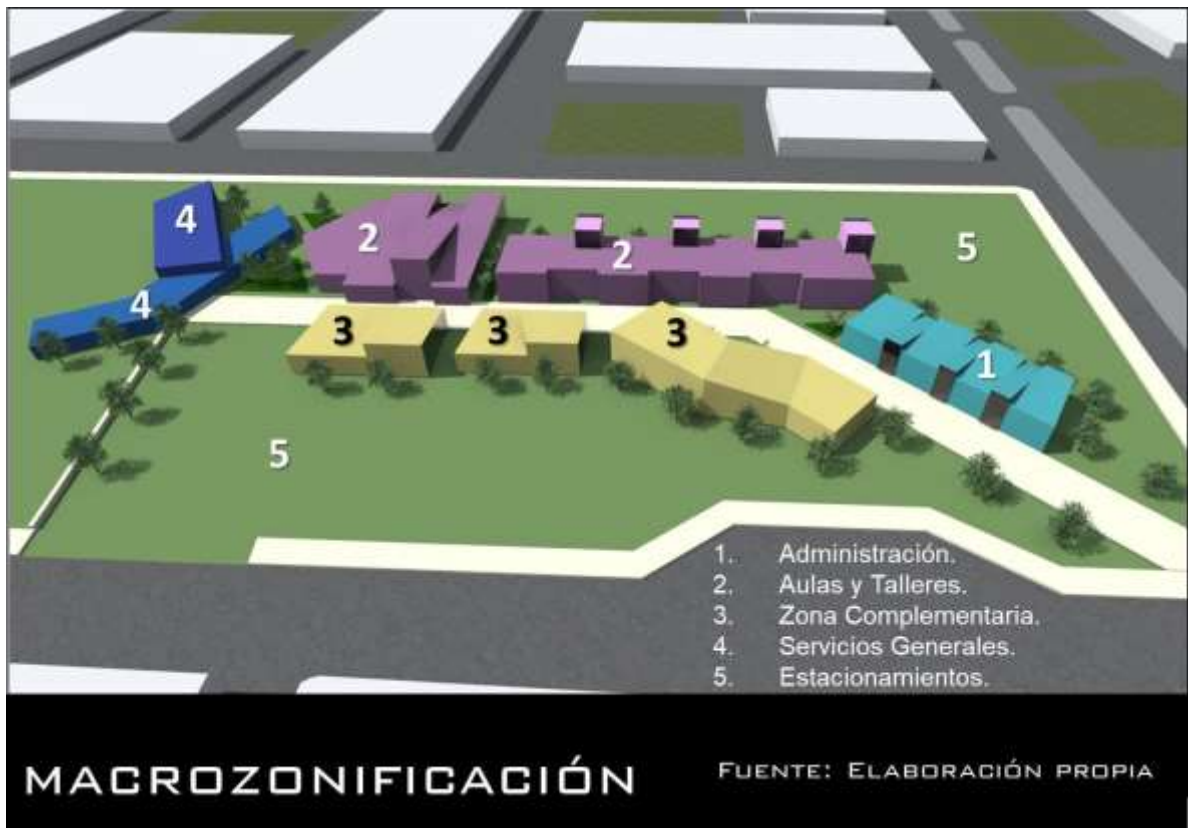 4
2
2
5
4
3
3
3
1
5
1. Administración.
2. Aulas y Talleres.
3. Zona Complementaria.
4. Servicios Generales.
5. Estacionamientos.
MACROZONIFICACIÓN
FUENTE: ELABORACIÓN PROPIA